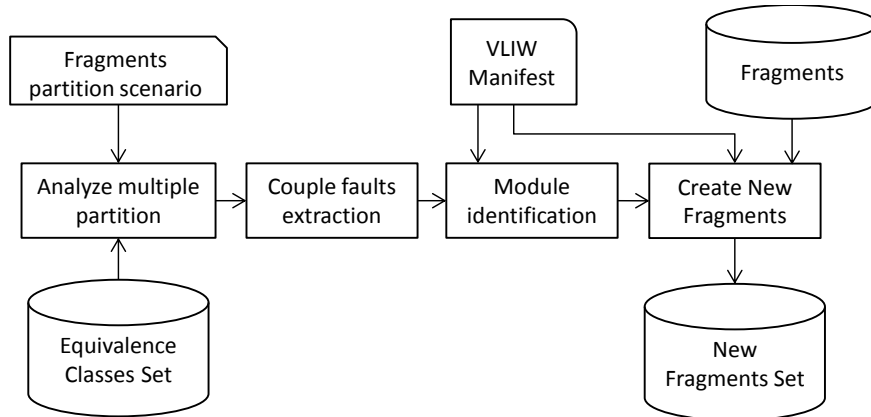 Fragments
partition scenario
VLIW
Manifest
Fragments
Analyze multiple
partition
Couple faults
extraction
Module
identification
Create New
Fragments
Equivalence
Classes Set
New
Fragments Set